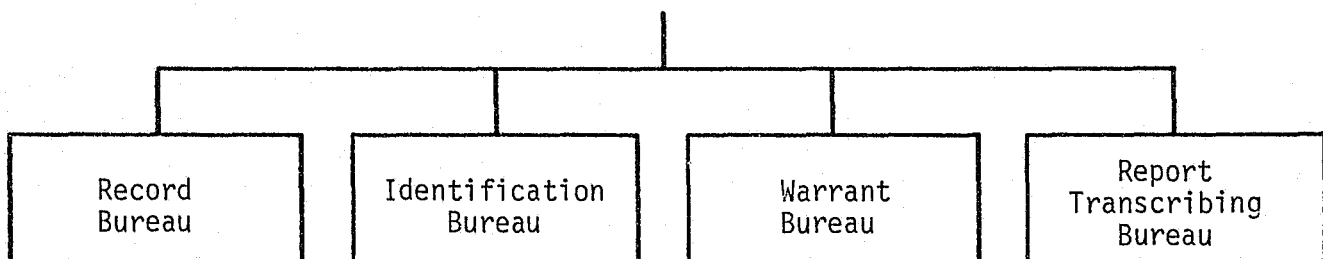 Record
Bureau
Identification
Bureau
Warrant
Bureau
Report
Transcribing
Bureau